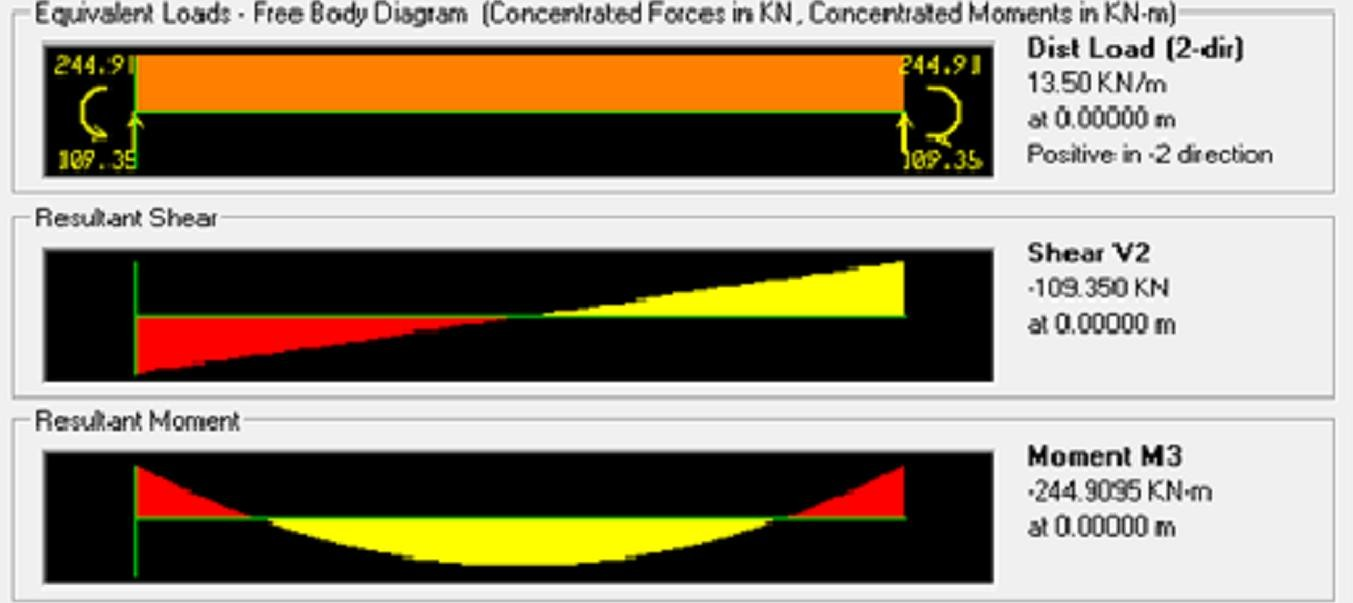 Equivalent Loads - Free Body Diagram (Concentrated Forces in KN, Concentrated Moments in KN-m)
244.91
244.91
109.35
109.35
Dist Load (2-dir)
13.50 KN/m
at 0.00000 m
Positive in -2 direction
Resultant Shear
Shear V2
-109.350 KN
at 0.00000 m
Resultant Moment
Moment M3
-244.9095 KN-m
at 0.00000 m